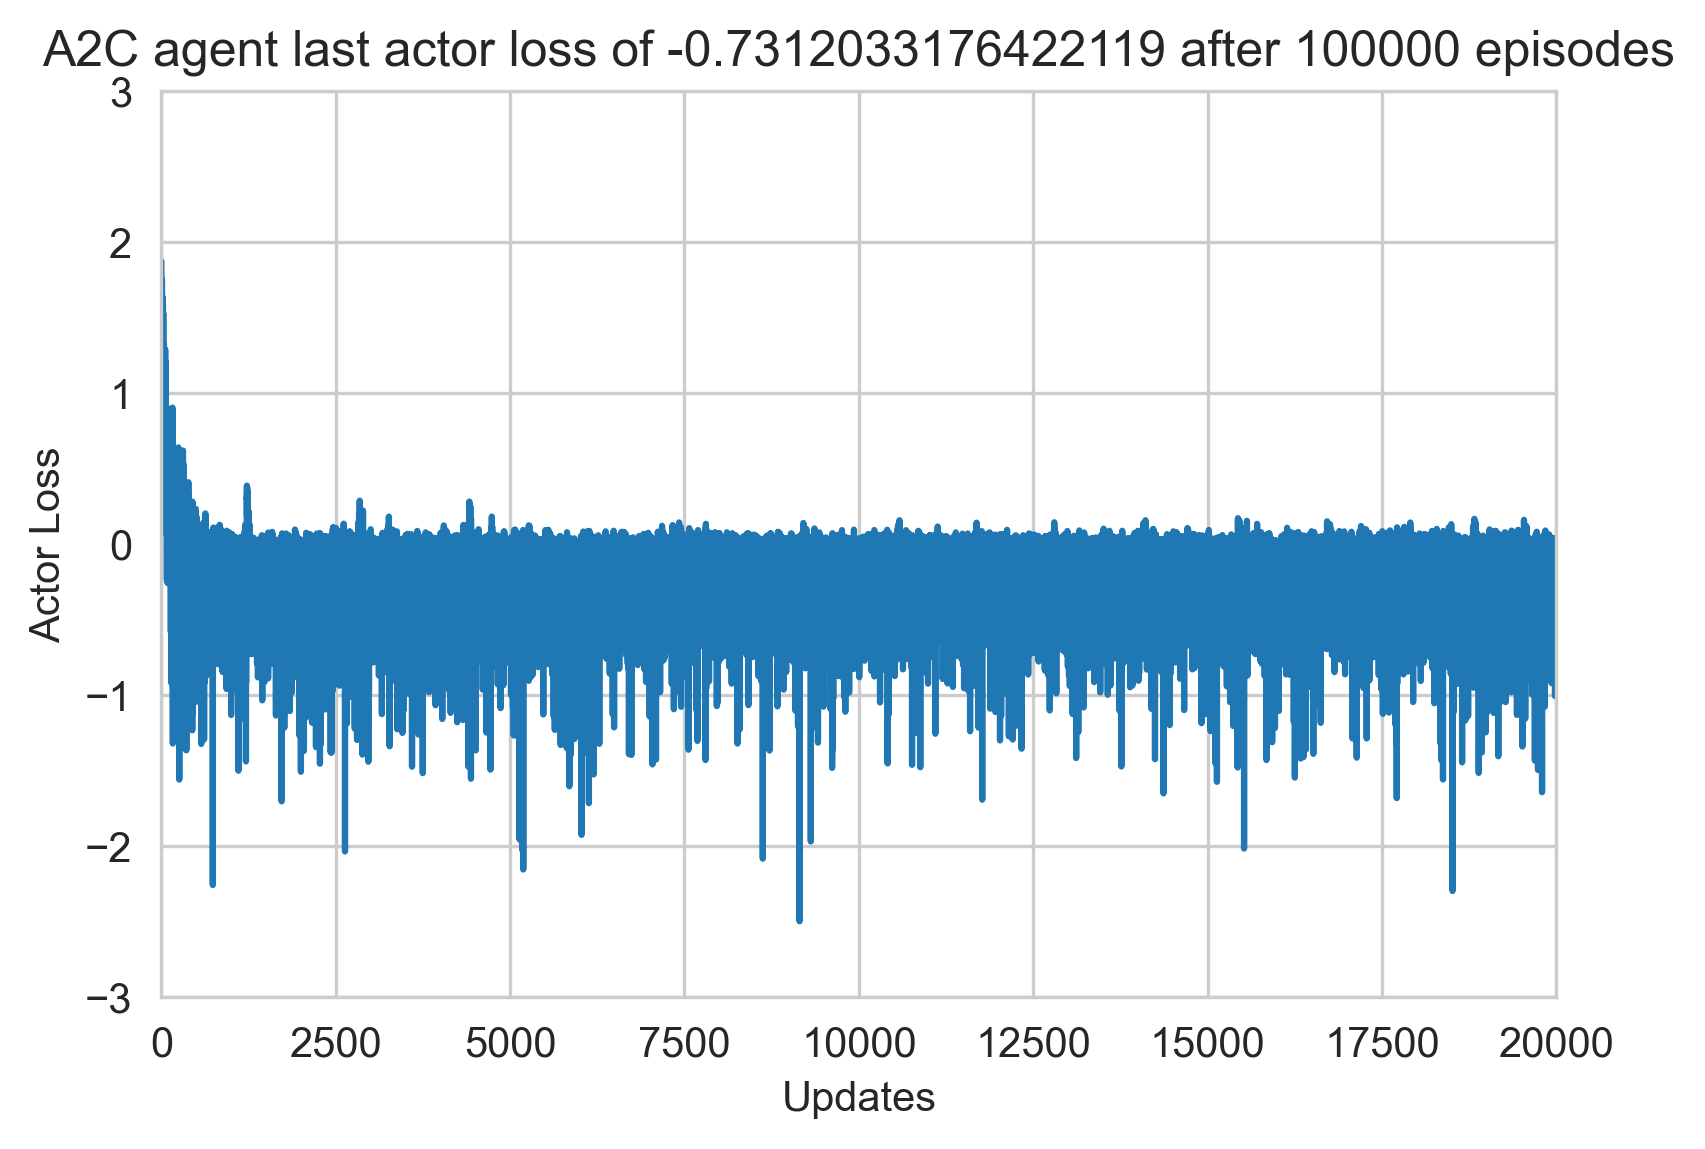 A2C agent last actor loss of -0.7312033176422119 after 100000 episodes
3
2
1
0
−1
−2
−3
Actor Loss
0 2500 5000 7500 10000 12500 15000 17500 20000
Updates